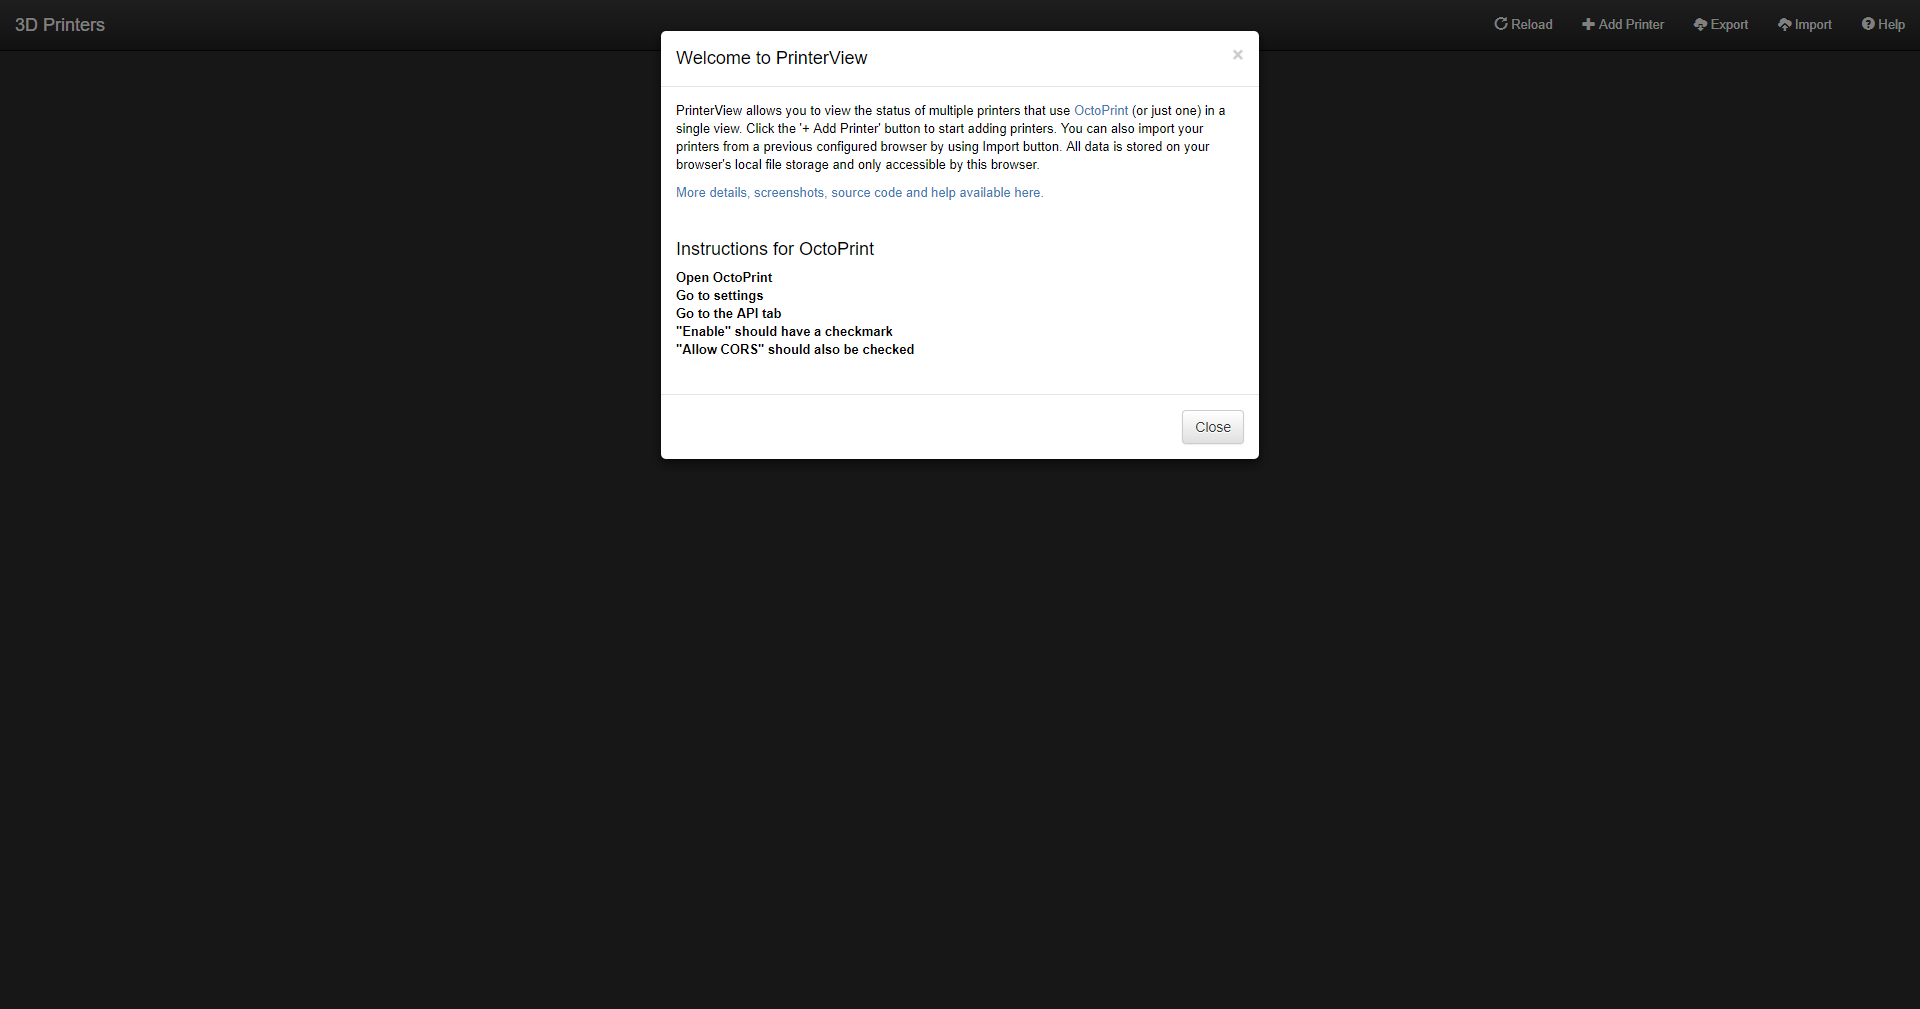 3D Printers
Reload
Add Printer
Export
Import
Help
Welcome to PrinterView
×
PrinterView allows you to view the status of multiple printers that use OctoPrint (or just one) in a
single view. Click the '+ Add Printer' button to start adding printers. You can also import your
printers from a previous configured browser by using Import button. All data is stored on your
browser's local file storage and only accessible by this browser.
More details, screenshots, source code and help available here.
Instructions for OctoPrint
Open OctoPrint
Go to settings
Go to the API tab
"Enable" should have a checkmark
"Allow CORS" should also be checked
Close